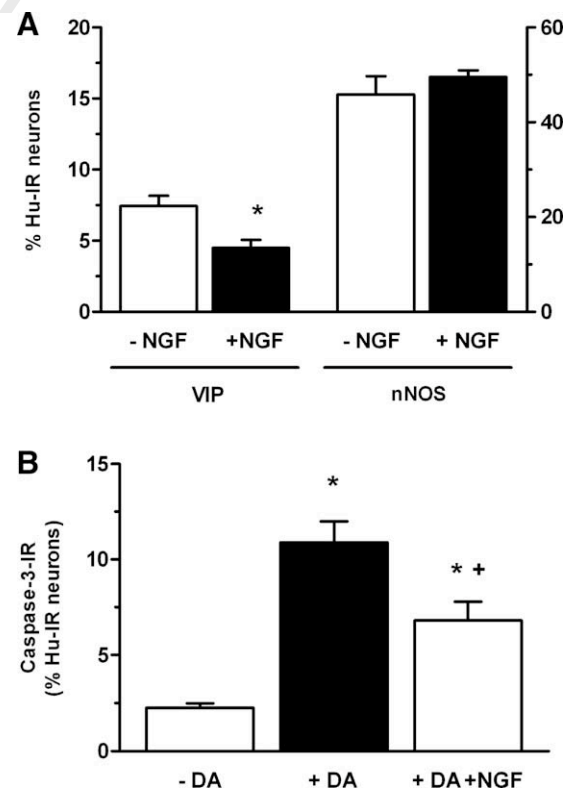 A
20
15
10
5
0
60
40
20
0
% Hu-IR neurons
*
- NGF +NGF - NGF + NGF
VIP nNOS
B
15
10
5
0
Caspase-3-IR
(% Hu-IR neurons)
*
* +
- DA + DA + DA +NGF